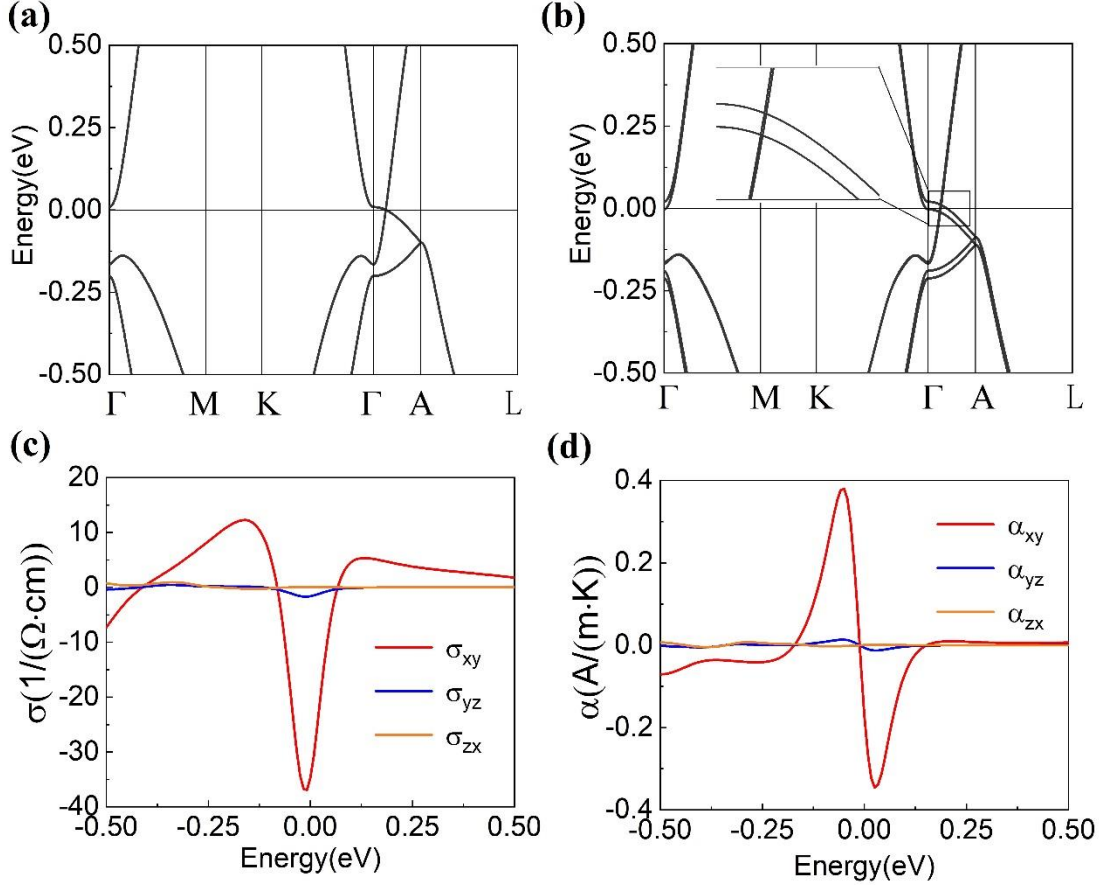 (a)
0.50
0.25
0.00
-0.25
-0.50
Energy(eV)
Γ M K Γ A L
(b)
0.50
0.25
0.00
-0.25
-0.50
Energy(eV)
Γ M K Γ A L
(c)
20
10
0
-10
-20
-30
-40
σ(1/(Ω·cm))
σxy
σyz
σzx
-0.50 -0.25 0.00 0.25 0.50
Energy(eV)
(d)
0.4
0.2
0.0
-0.2
-0.4
α(A/(m·K)
αxy
αyz
αzx
-0.50 -0.25 0.00 0.25 0.50
Energy(eV)